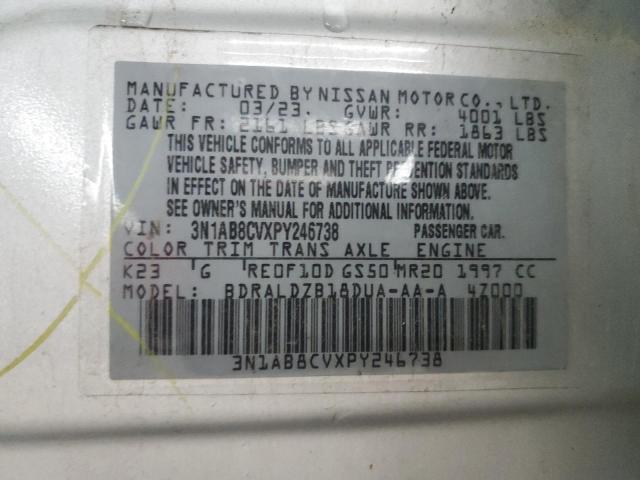 MANUFACTURED BY NISSAN MOTOR CO., LTD.
DATE: 03/23. GVWR: 4001 LBS
GAWR FR: 2161 LBSGAWR RR: 1863 LBS
THIS VEHICLE CONFORMS TO ALL APPLICABLE FEDERAL MOTOR
VEHICLE SAFETY, BUMPER AND THEFT PREVENTION STANDARDS
IN EFFECT ON THE DATE OF MANUFACTURE SHOWN ABOVE.
SEE OWNER'S MANUAL FOR ADDITIONAL INFORMATION.
VIN: 3N1AB8CVXPY246738 PASSENGER CAR.
COLOR TRIM TRANS AXLE ENGINE
K23 G RE0F10D GS50 MR20 1997 CC
MODEL: BDRALDZB18DUA-AA-A 4Z000
3N1AB8CVXPY246738